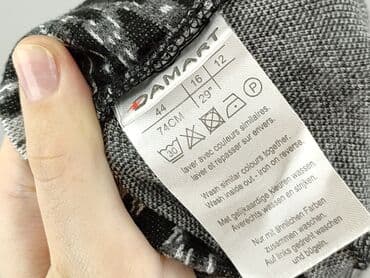 DAMART
44 16 12
74CM 29"
P
laver avec couleurs similaires.
laver et repasser sur envers.
Wash similar colours together.
Wash inside out - iron on reverse.
Met gelijkaardige kleuren wassen.
Averechts wassen en strijken.
Nur mit ähnlichen Farben
zusammen waschen.
Auf links gedreht waschen
und bügeln.